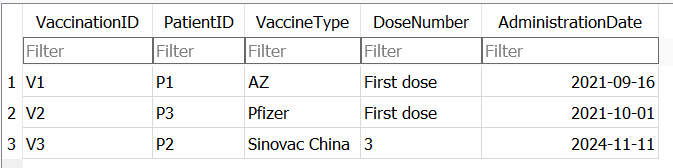 VaccinationID PatientID VaccineType DoseNumber AdministrationDate
Filter Filter Filter Filter Filter
1 V1 P1 AZ First dose 2021-09-16
2 V2 P3 Pfizer First dose 2021-10-01
3 V3 P2 Sinovac China 3 2024-11-11